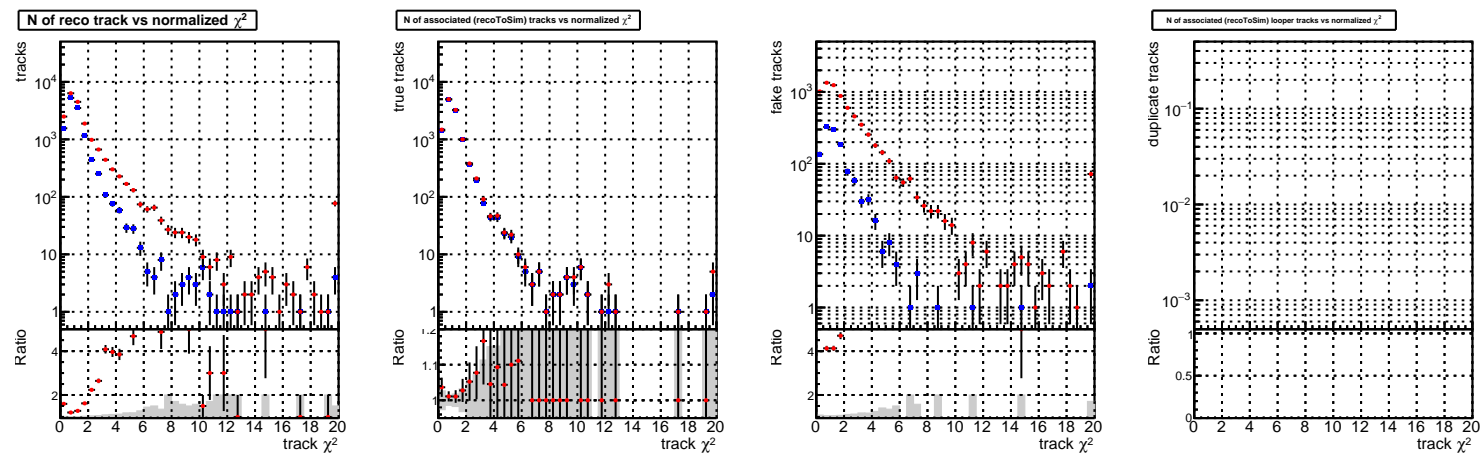 N of reco track vs normalized χ²
tracks
10⁴
10³
10²
10
1
Ratio
4
2
0 2 4 6 8 10 12 14 16 18 20
track χ²
N of associated (recoToSim) tracks vs normalized χ²
true tracks
10⁴
10³
10²
10
1
Ratio
1.2
1.1
1
0 2 4 6 8 10 12 14 16 18 20
track χ²
fake tracks
10³
10²
10
1
Ratio
4
2
0 2 4 6 8 10 12 14 16 18 20
track χ²
N of associated (recoToSim) looper tracks vs normalized χ²
duplicate tracks
10⁻¹
10⁻²
10⁻³
Ratio
1
0.5
0
0 2 4 6 8 10 12 14 16 18 20
track χ²